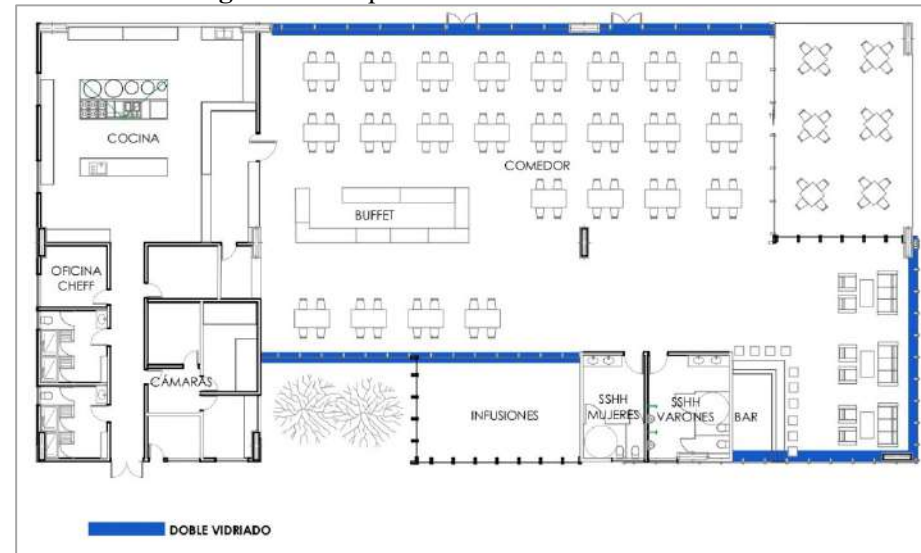 COCINA
COMEDOR
BUFFET
OFICINA
CHEFF
CÁMARAS
INFUSIONES
SSHH
MUJERES
SSHH
VARONES
BAR
DOBLE VIDRIADO